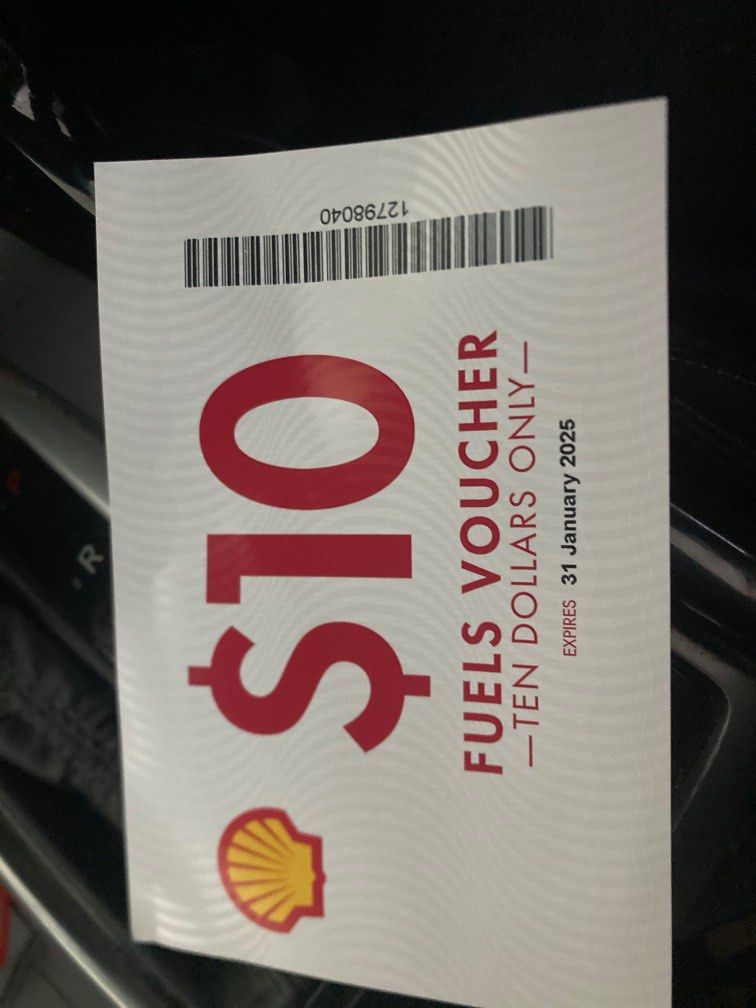 $10
FUELS VOUCHER
—TEN DOLLARS ONLY—
EXPIRES 31 January 2025
12798040
R
P